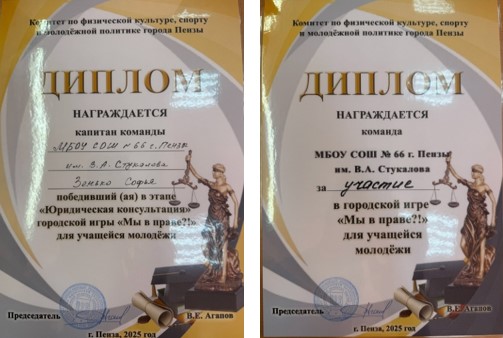 Комитет по физической культуре, спорту
и молодёжной политике города Пензы
ДИПЛОМ
НАГРАЖДАЕТСЯ
капитан команды
МБОУ СОШ № 66 г. Пензы
им. В.А. Стукалова
Софья
победивший (ая) в этапе
«Юридическая консультация»
городской игры «Мы в праве?!»
для учащейся молодёжи
Председатель В.Е. Агапов
г. Пенза, 2025 год
Комитет по физической культуре, спорту
и молодёжной политике города Пензы
ДИПЛОМ
НАГРАЖДАЕТСЯ
команда
МБОУ СОШ № 66 г. Пензы
им. В.А. Стукалова
за участие
в городской игре
«Мы в праве?!»
для учащейся
молодёжи
Председатель В.Е. Агапов
г. Пенза, 2025 год